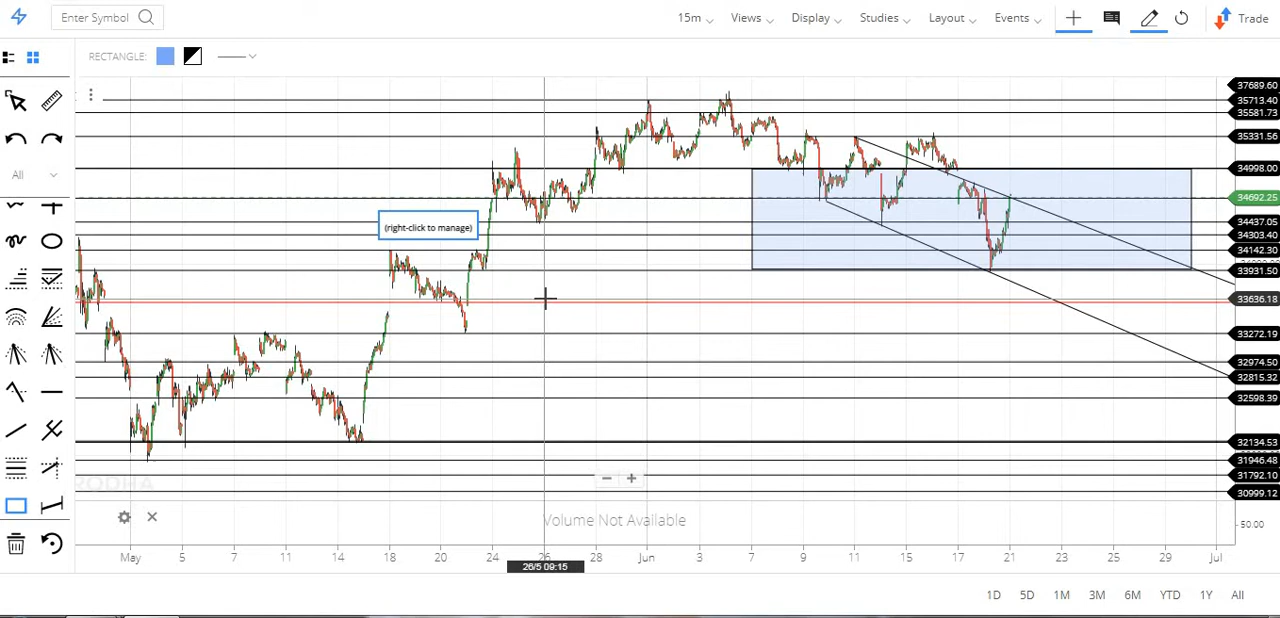 Enter Symbol
15m Views Display Studies Layout Events Trade
RECTANGLE:
All
(right-click to manage)
37689.60
35713.40
35581.73
35331.56
34998.00
34692.25
34437.05
34303.40
34142.30
33931.50
33636.18
33272.19
32974.50
32815.32
32598.39
32134.53
31946.48
31792.10
30999.12
RODHA
Volume Not Available
50.00
May 5 7 11 14 18 20 24 26 28 Jun 3 7 9 11 15 17 21 23 25 29 Jul
26/5 09:15
1D 5D 1M 3M 6M YTD 1Y All